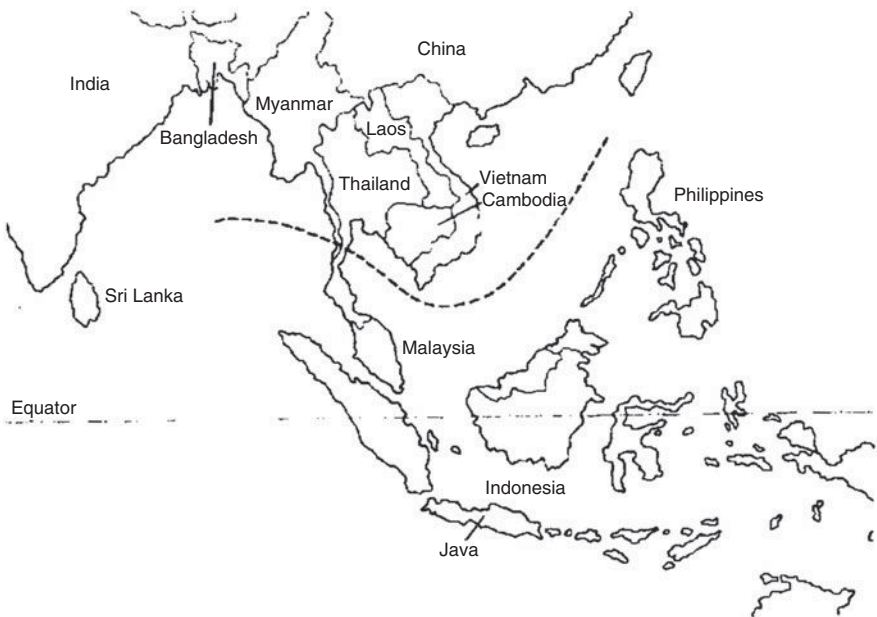 China
India
Myanmar
Bangladesh
Laos
Thailand
Vietnam
Cambodia
Philippines
Sri Lanka
Malaysia
Equator
Indonesia
Java